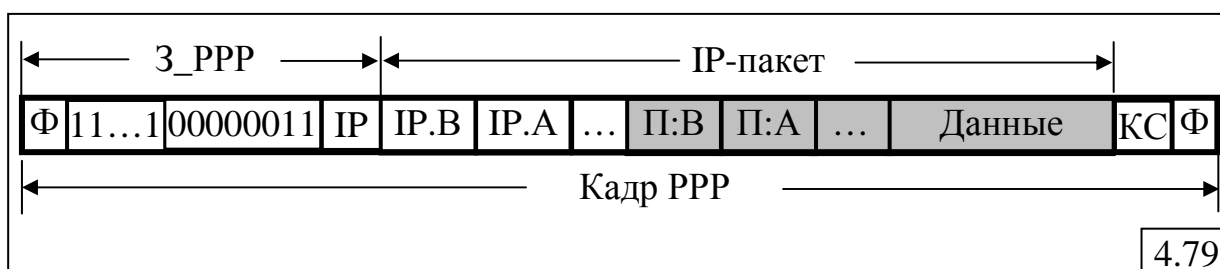 З_PPP IP-пакет
Ф 11…1 00000011 IP IP.B IP.A … П:B П:A … Данные КС Ф
Кадр PPP
4.79